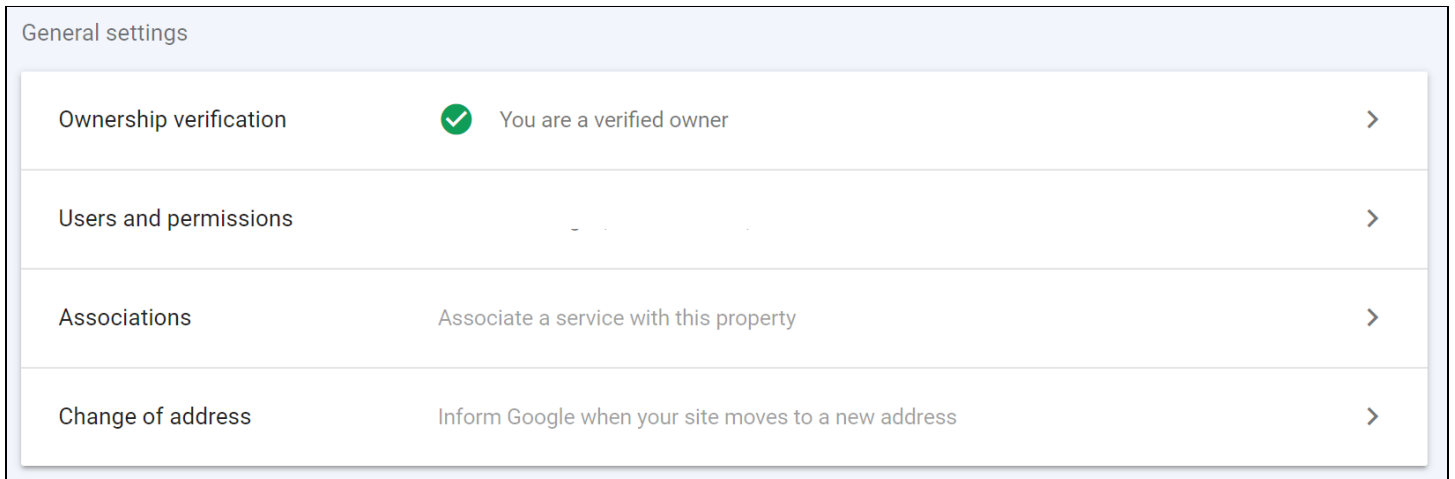 General settings
Ownership verification You are a verified owner
Users and permissions
Associations Associate a service with this property
Change of address Inform Google when your site moves to a new address